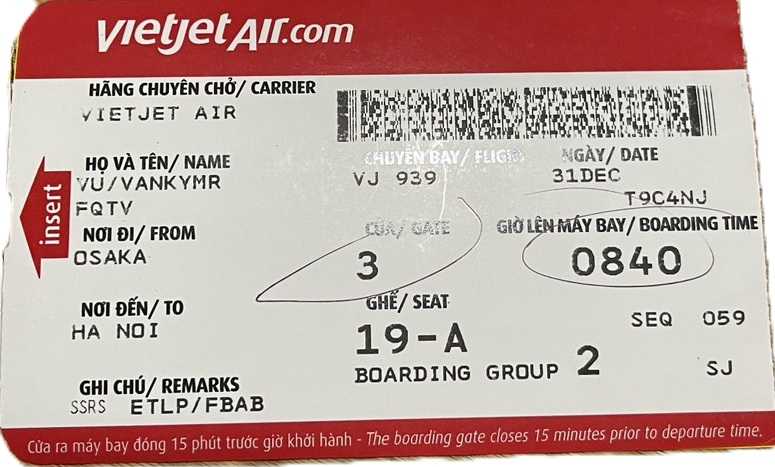 vietjetAir.com
HÃNG CHUYÊN CHỞ/ CARRIER
VIETJET AIR
HỌ VÀ TÊN/ NAME
VU/VANKYMR
FQTV
CHUYẾN BAY/ FLIGHT
VJ 939
NGÀY/ DATE
31DEC
T9C4NJ
insert
NƠI ĐI/ FROM
OSAKA
CỬA/ GATE
3
GIỜ LÊN MÁY BAY/ BOARDING TIME
0840
NƠI ĐẾN/ TO
HA NOI
GHẾ/ SEAT
19-A
SEQ 059
BOARDING GROUP 2
SJ
GHI CHÚ/ REMARKS
SSRS ETLP/FBAB
Cửa ra máy bay đóng 15 phút trước giờ khởi hành - The boarding gate closes 15 minutes prior to departure time.